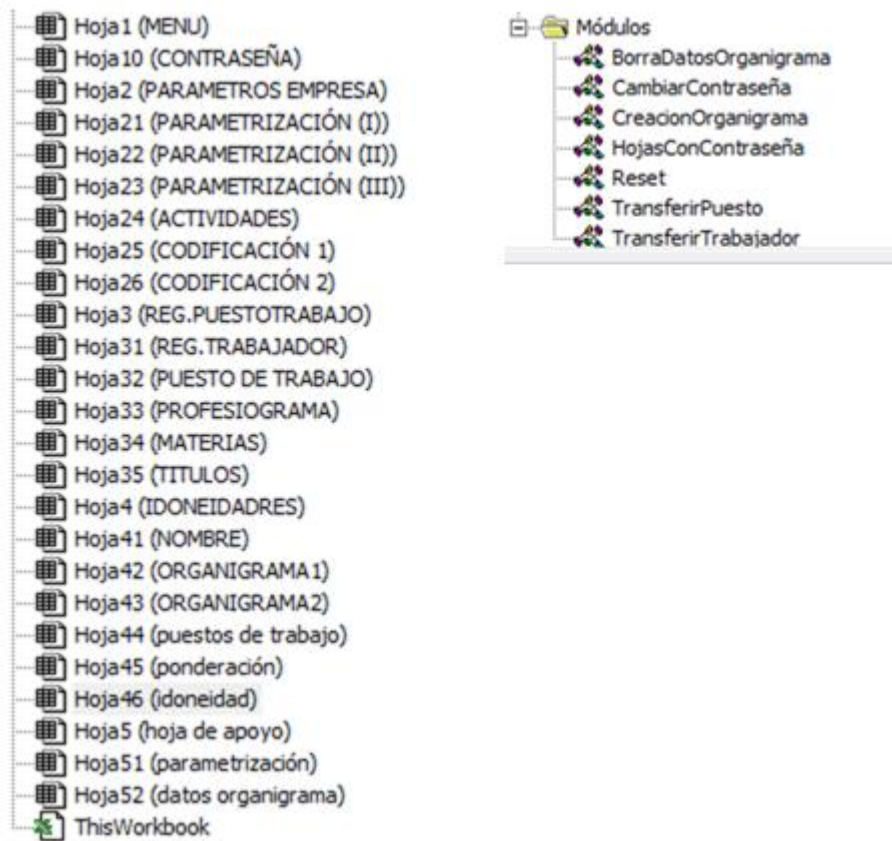 Hoja1 (MENU)
Hoja10 (CONTRASEÑA)
Hoja2 (PARAMETROS EMPRESA)
Hoja21 (PARAMETRIZACIÓN (I))
Hoja22 (PARAMETRIZACIÓN (II))
Hoja23 (PARAMETRIZACIÓN (III))
Hoja24 (ACTIVIDADES)
Hoja25 (CODIFICACIÓN 1)
Hoja26 (CODIFICACIÓN 2)
Hoja3 (REG.PUESTOTRABAJO)
Hoja31 (REG.TRABAJADOR)
Hoja32 (PUESTO DE TRABAJO)
Hoja33 (PROFESIOGRAMA)
Hoja34 (MATERIAS)
Hoja35 (TITULOS)
Hoja4 (IDONEIDADRES)
Hoja41 (NOMBRE)
Hoja42 (ORGANIGRAMA1)
Hoja43 (ORGANIGRAMA2)
Hoja44 (puestos de trabajo)
Hoja45 (ponderación)
Hoja46 (idoneidad)
Hoja5 (hoja de apoyo)
Hoja51 (parametrización)
Hoja52 (datos organigrama)
ThisWorkbook
Módulos
BorraDatosOrganigrama
CambiarContraseña
CreacionOrganigrama
HojasConContraseña
Reset
TransferirPuesto
TransferirTrabajador